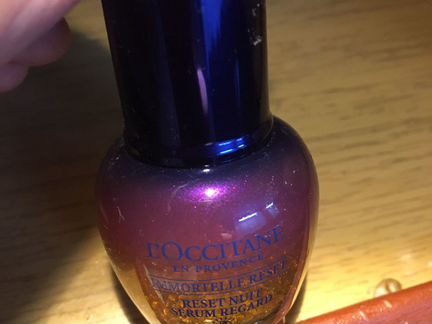 L'OCCITANE
EN PROVENCE
IMMORTELLE RESET
RESET NUIT
SERUM REGARD